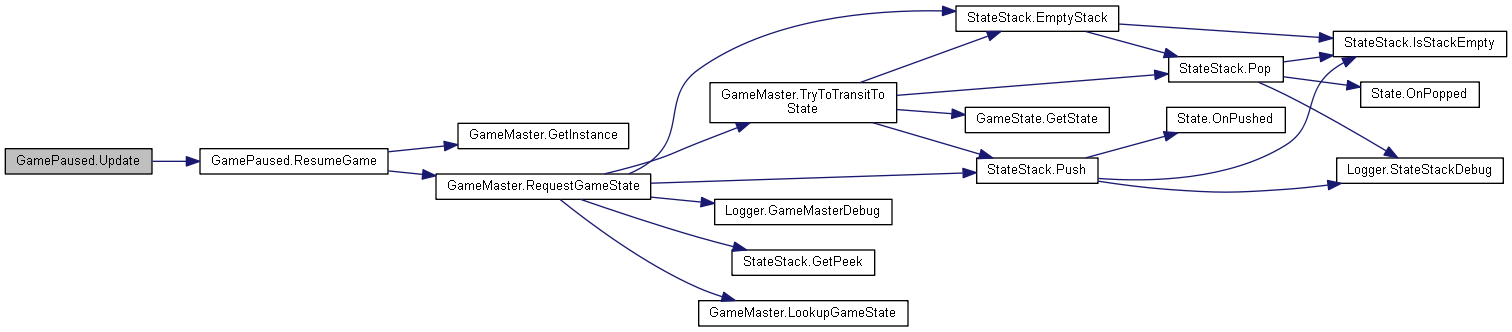 GamePaused.Update
GamePaused.ResumeGame
GameMaster.GetInstance
GameMaster.RequestGameState
GameMaster.TryToTransitTo
State
Logger.GameMasterDebug
StateStack.GetPeek
GameMaster.LookupGameState
StateStack.EmptyStack
StateStack.Pop
GameState.GetState
State.OnPushed
StateStack.Push
StateStack.IsStackEmpty
State.OnPopped
Logger.StateStackDebug